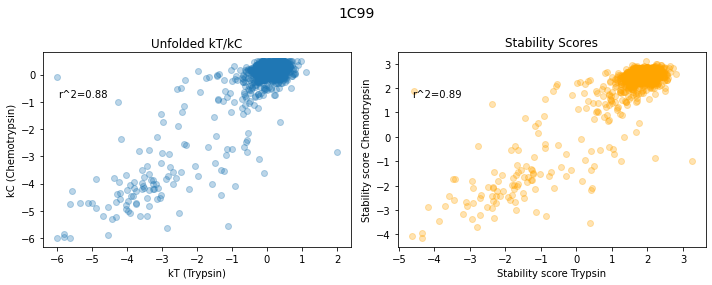 1C99
Unfolded kT/kC
kC (Chemotrypsin)
0
−1
−2
−3
−4
−5
−6
r^2=0.88
−6 −5 −4 −3 −2 −1 0 1 2
kT (Trypsin)
Stability Scores
Stability score Chemotrypsin
3
2
1
0
−1
−2
−3
−4
r^2=0.89
−5 −4 −3 −2 −1 0 1 2 3
Stability score Trypsin